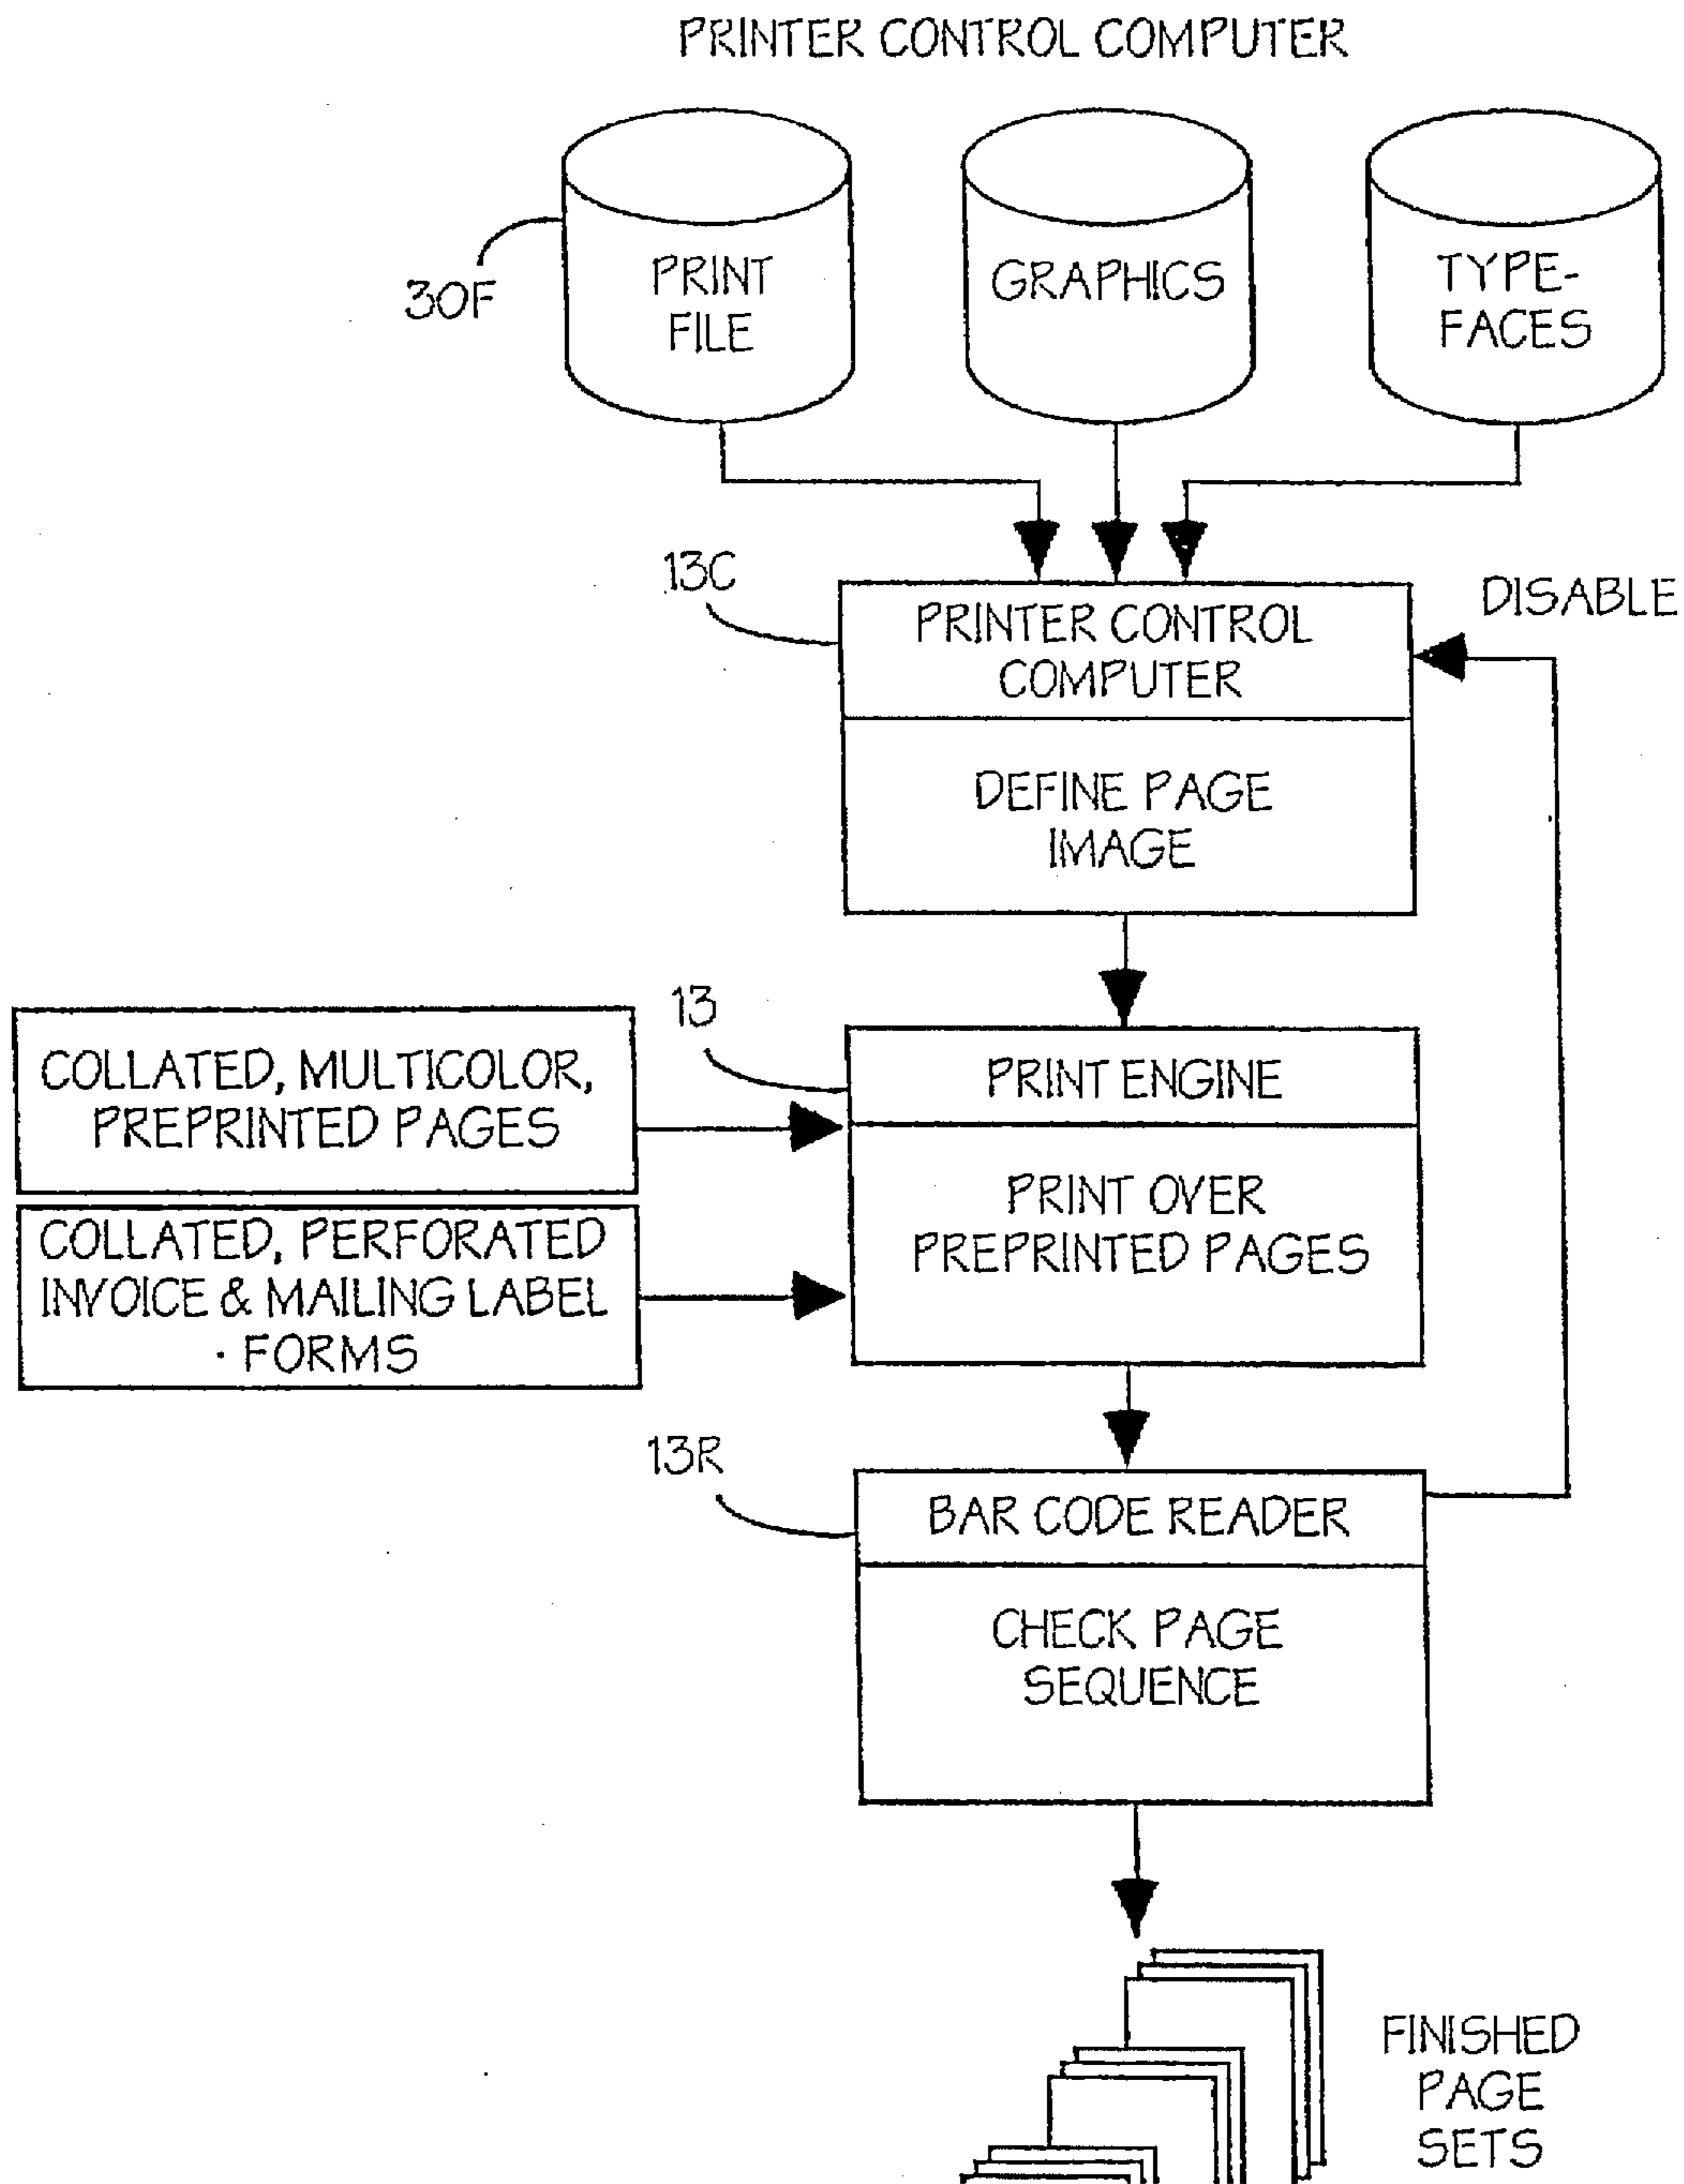 PRINTER CONTROL COMPUTER
30F
PRINT
FILE
GRAPHICS
TYPE-
FACES
13C
PRINTER CONTROL
COMPUTER
DISABLE
DEFINE PAGE
IMAGE
13
COLLATED, MULTICOLOR,
PREPRINTED PAGES
PRINT ENGINE
PRINT OVER
PREPRINTED PAGES
COLLATED, PERFORATED
INVOICE & MAILING LABEL
FORMS
13R
BAR CODE READER
CHECK PAGE
SEQUENCE
FINISHED
PAGE
SETS